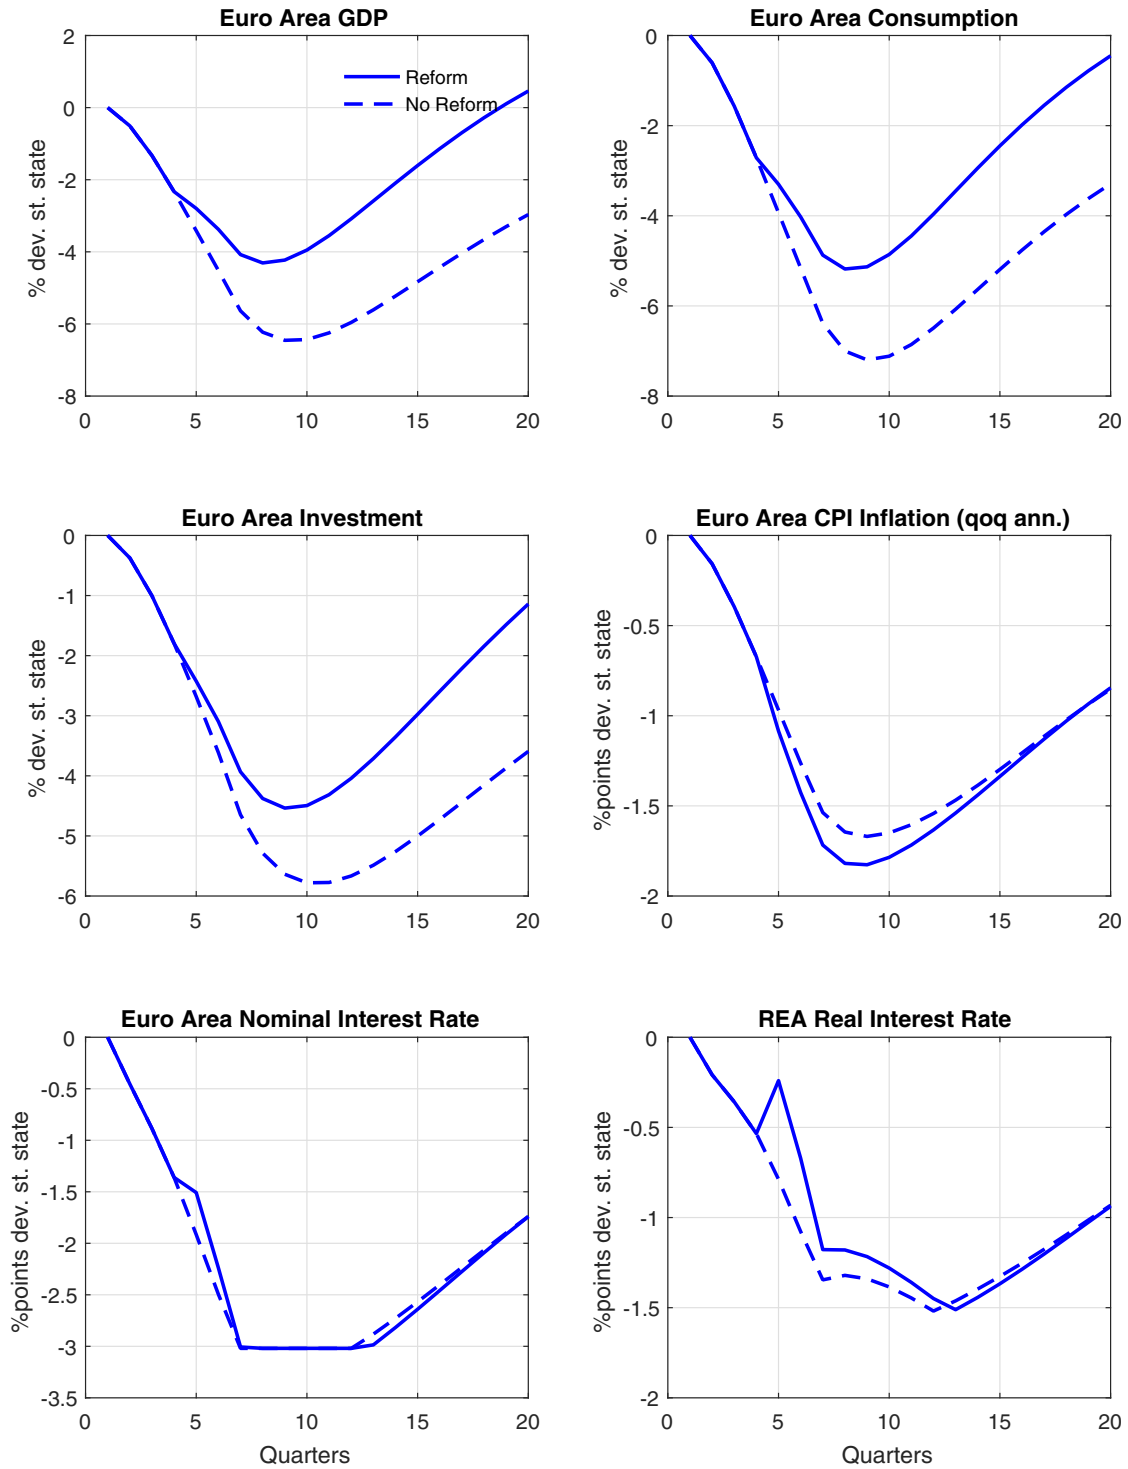 Euro Area GDP
2
0
-2
-4
-6
-8
% dev. st. state
Reform
No Reform
0 5 10 15 20
Euro Area Consumption
0
-2
-4
-6
-8
% dev. st. state
0 5 10 15 20
Euro Area Investment
0
-1
-2
-3
-4
-5
-6
% dev. st. state
0 5 10 15 20
Euro Area CPI Inflation (qoq ann.)
0
-0.5
-1
-1.5
-2
%points dev. st. state
0 5 10 15 20
Euro Area Nominal Interest Rate
0
-0.5
-1
-1.5
-2
-2.5
-3
-3.5
%points dev. st. state
0 5 10 15 20
Quarters
REA Real Interest Rate
0
-0.5
-1
-1.5
-2
%points dev. st. state
0 5 10 15 20
Quarters